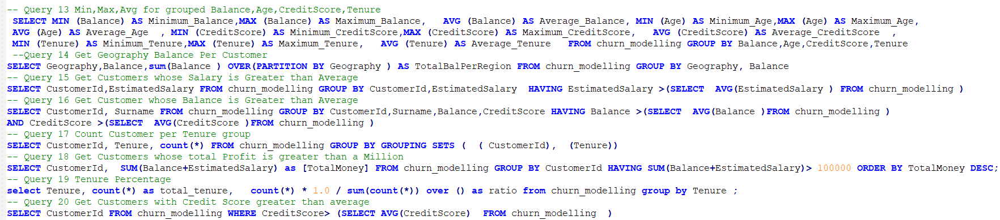 -- Query 13 Min,Max,Avg for grouped Balance,Age,CreditScore,Tenure
SELECT MIN (Balance) AS Minimum_Balance,MAX (Balance) AS Maximum_Balance,   AVG (Balance) AS Average_Balance, MIN (Age) AS Minimum_Age,MAX (Age) AS Maximum_Age,
AVG (Age) AS Average_Age  , MIN (CreditScore) AS Minimum_CreditScore,MAX (CreditScore) AS Maximum_CreditScore,   AVG (CreditScore) AS Average_CreditScore  ,
MIN (Tenure) AS Minimum_Tenure,MAX (Tenure) AS Maximum_Tenure,   AVG (Tenure) AS Average_Tenure   FROM churn_modelling GROUP BY Balance,Age,CreditScore,Tenure
--Query 14 Get Geography Balance Per Customer
SELECT Geography,Balance,sum(Balance ) OVER(PARTITION BY Geography ) AS TotalBalPerRegion FROM churn_modelling GROUP BY Geography, Balance
-- Query 15 Get Customers whose Salary is Greater than Average
SELECT CustomerId,EstimatedSalary FROM churn_modelling GROUP BY CustomerId,EstimatedSalary  HAVING EstimatedSalary >(SELECT  AVG(EstimatedSalary ) FROM churn_modelling )
-- Query 16 Get Customer whose Balance is Greater than Average
SELECT CustomerId, Surname FROM churn_modelling GROUP BY CustomerId,Surname,Balance,CreditScore HAVING Balance >(SELECT  AVG(Balance )FROM churn_modelling )
AND CreditScore >(SELECT  AVG(CreditScore )FROM churn_modelling )
-- Query 17 Count Customer per Tenure group
SELECT CustomerId, Tenure, count(*) FROM churn_modelling GROUP BY GROUPING SETS (  ( CustomerId),  (Tenure))
-- Query 18 Get Customers whose total Profit is greater than a Million
SELECT CustomerId,  SUM(Balance+EstimatedSalary) as [TotalMoney] FROM churn_modelling GROUP BY CustomerId HAVING SUM(Balance+EstimatedSalary)> 100000 ORDER BY TotalMoney DESC;
-- Query 19 Tenure Percentage
select Tenure, count(*) as total_tenure,   count(*) * 1.0 / sum(count(*)) over () as ratio from churn_modelling group by Tenure ;
-- Query 20 Get Customers with Credit Score greater than average
SELECT CustomerId FROM churn_modelling WHERE CreditScore> (SELECT AVG(CreditScore)  FROM churn_modelling  )